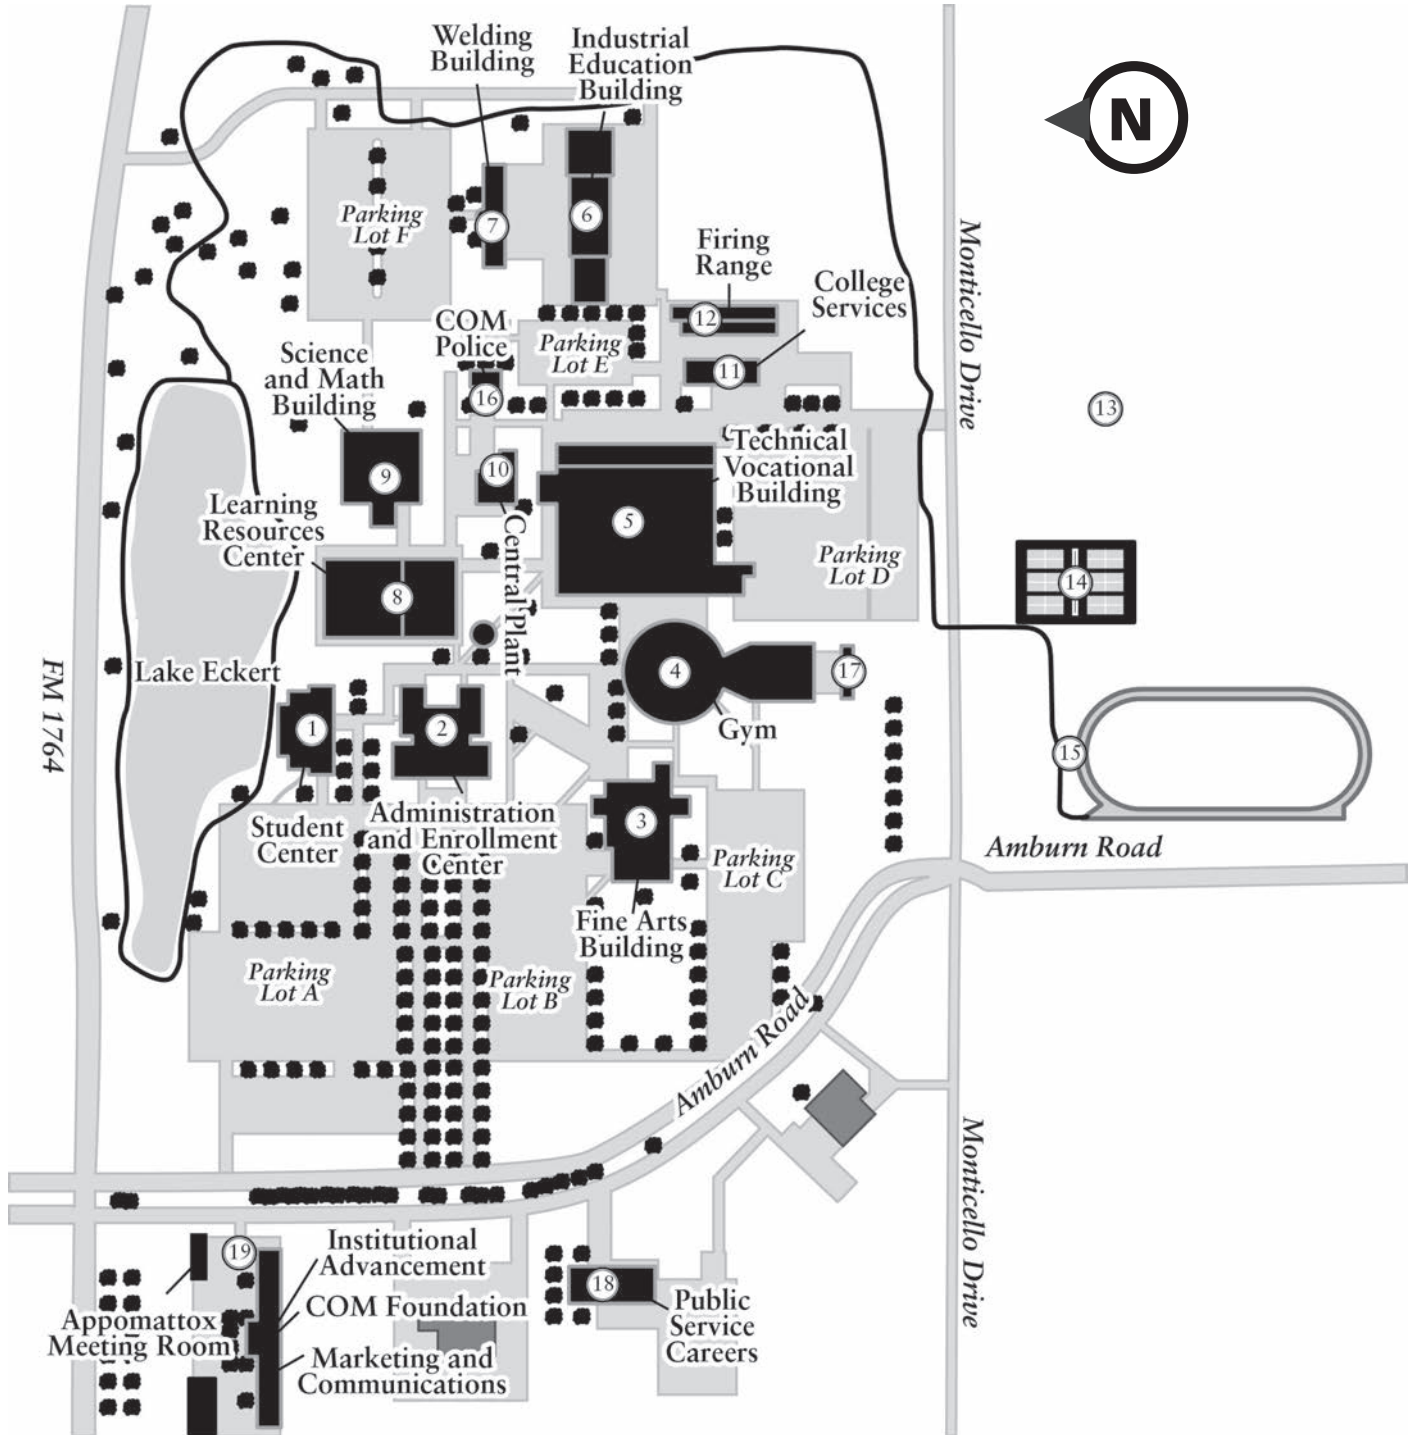 Welding
Building
Industrial
Education
Building
N
Parking
Lot F
7
6
Firing
Range
College
Services
Monticello Drive
12
COM
Police
Parking
Lot E
Science
and Math
Building
11
16
13
Technical
Vocational
Building
9
10
Learning
Resources
Center
5
Central Plant
Parking
Lot D
14
8
FM 1764
Lake Eckert
4
17
1
2
Gym
15
Student
Center
Administration
and Enrollment
Center
3
Parking
Lot C
Amburn Road
Fine Arts
Building
Parking
Lot A
Parking
Lot B
Amburn Road
Monticello Drive
19
Institutional
Advancement
18
Appomattox
Meeting Room
COM Foundation
Public
Service
Careers
Marketing and
Communications